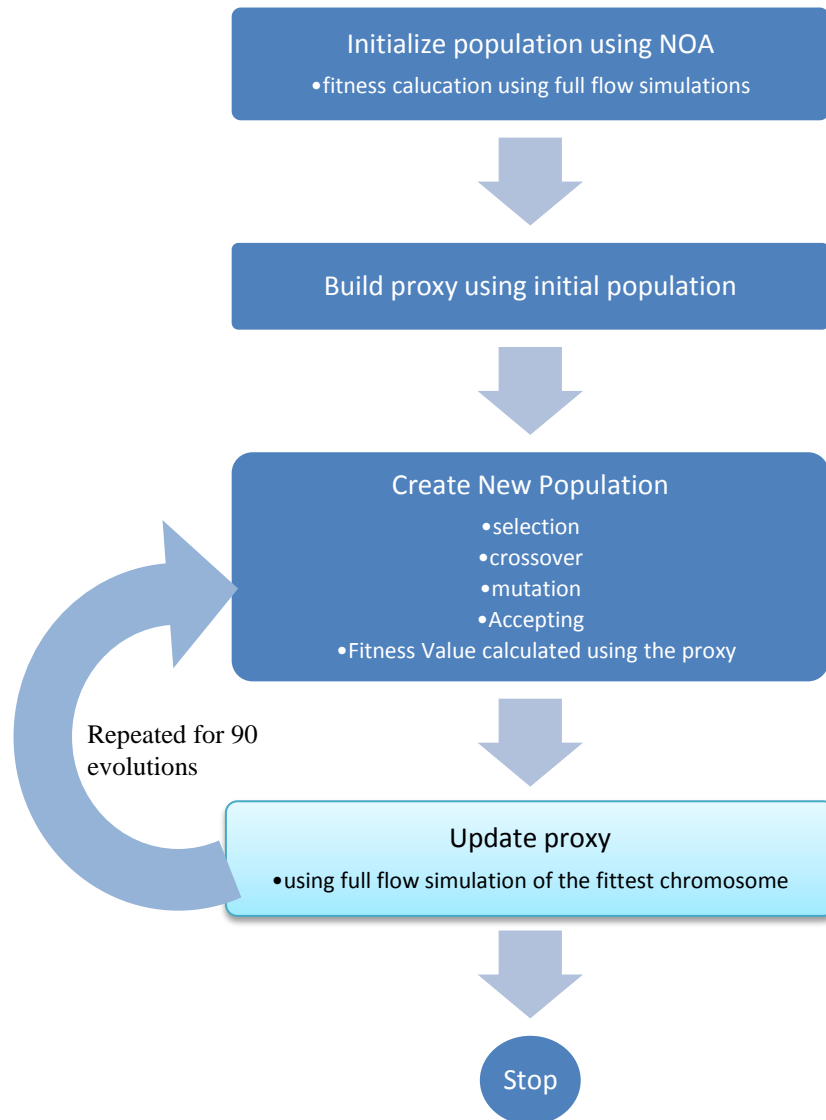 Initialize population using NOA
•fitness calucation using full flow simulations
Build proxy using initial population
Create New Population
•selection
•crossover
•mutation
•Accepting
•Fitness Value calculated using the proxy
Repeated for 90
evolutions
Update proxy
•using full flow simulation of the fittest chromosome
Stop